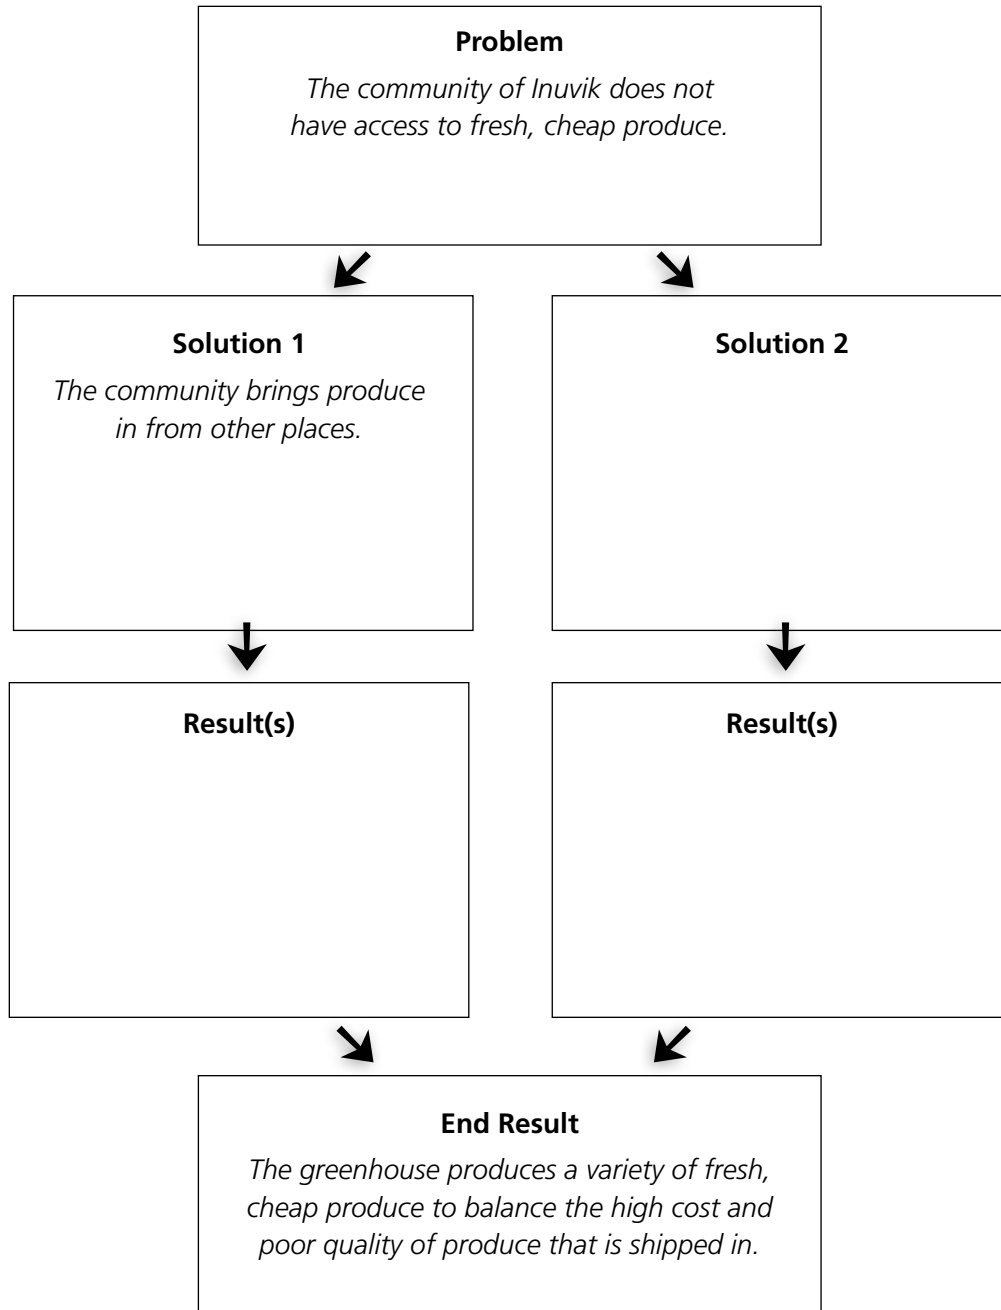 Problem
The community of Inuvik does not
have access to fresh, cheap produce.
Solution 1
The community brings produce
in from other places.
Solution 2
Result(s)
Result(s)
End Result
The greenhouse produces a variety of fresh,
cheap produce to balance the high cost and
poor quality of produce that is shipped in.